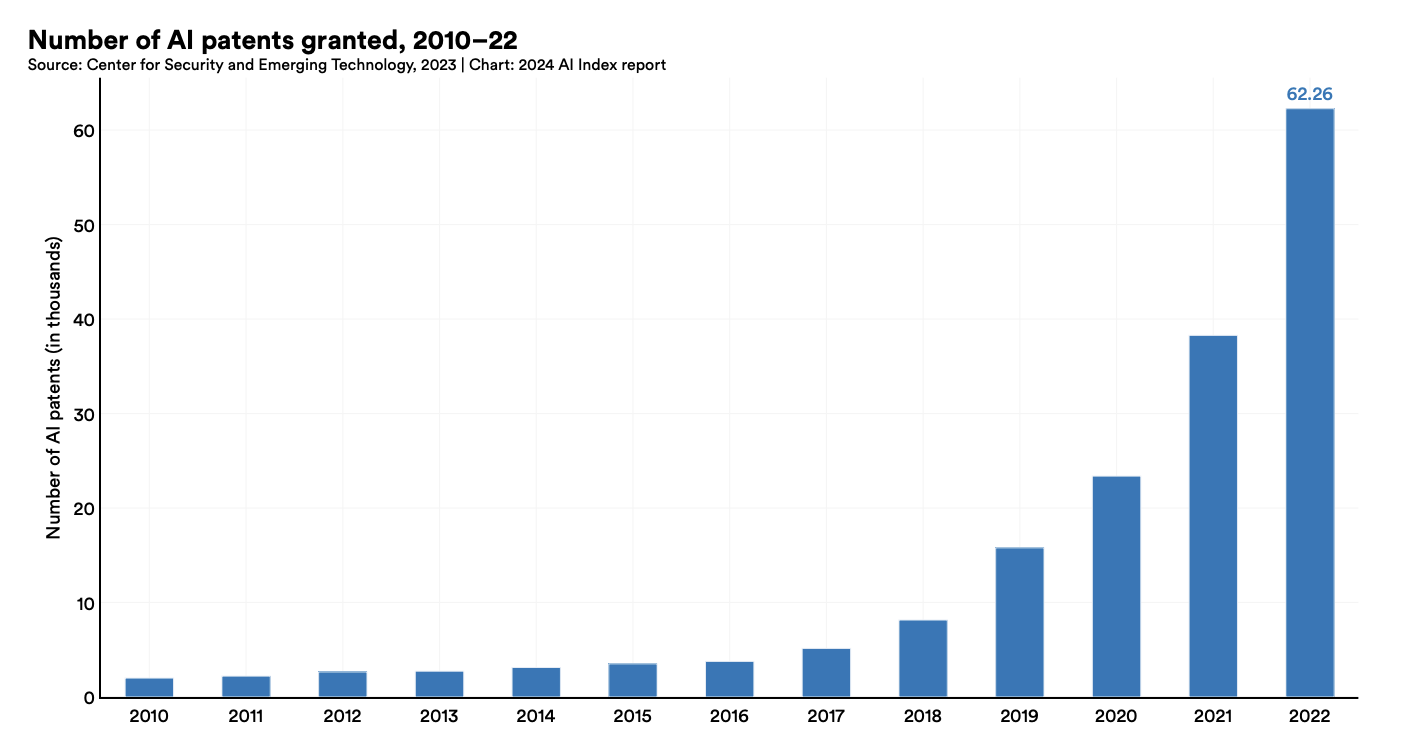 Number of AI patents granted, 2010–22
Source: Center for Security and Emerging Technology, 2023 | Chart: 2024 AI Index report
62.26
Number of AI patents (in thousands)
60
50
40
30
20
10
0
2010 2011 2012 2013 2014 2015 2016 2017 2018 2019 2020 2021 2022